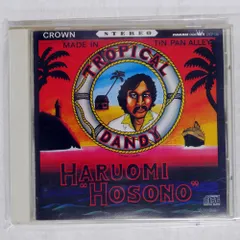 CROWN
STEREO
MADE IN
TIN PAN ALLEY
TROPICAL
DANDY
HARUOMI
"HOSONO"